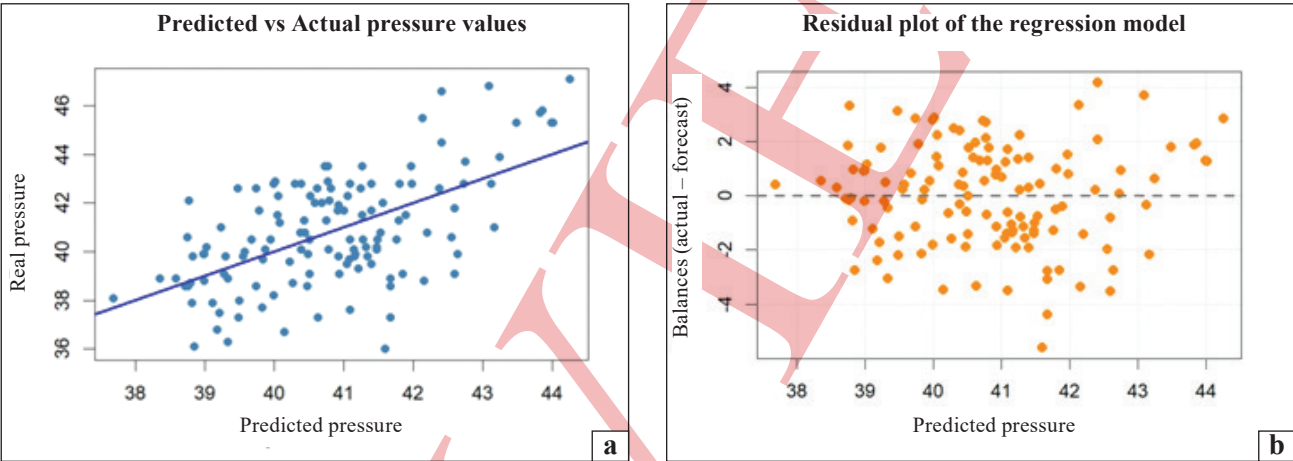 Predicted vs Actual pressure values
46
44
42
40
38
36
Real pressure
38 39 40 41 42 43 44
Predicted pressure
a
Residual plot of the regression model
4
2
0
-2
-4
Balances (actual – forecast)
38 39 40 41 42 43 44
Predicted pressure
b